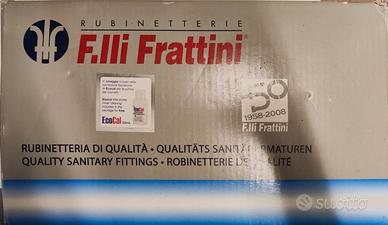 RUBINETTERIE
F.lli Frattini
EcoCal
50
1958-2008
F.lli Frattini
RUBINETTERIA DI QUALITÀ · QUALITÄTS SANITÄRARMATUREN
QUALITY SANITARY FITTINGS · ROBINETTERIE DE QUALITÉ
subito